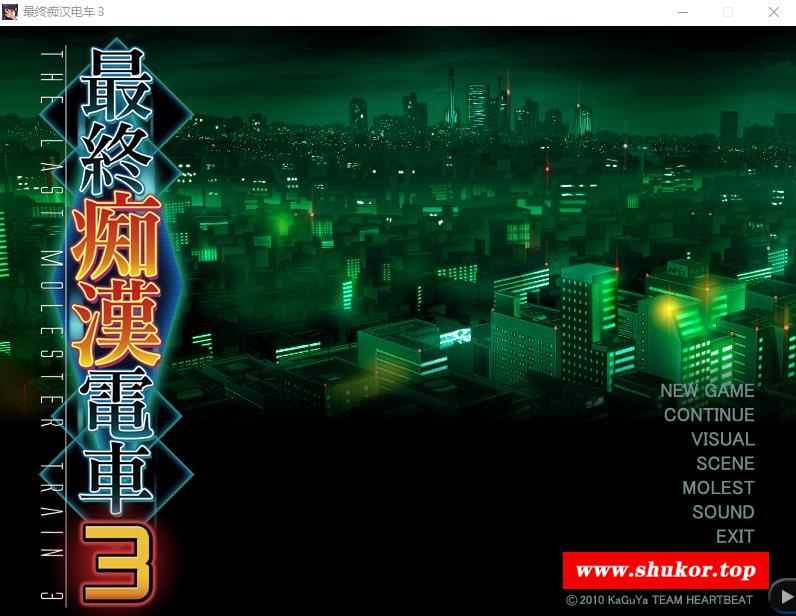 最终痴汉电车３
THE LAST MOLESTER TRAIN 3
最終痴漢電車3
NEW GAME
CONTINUE
VISUAL
SCENE
MOLEST
SOUND
EXIT
www.shukor.top
©2010 KaGuYa TEAM HEARTBEAT